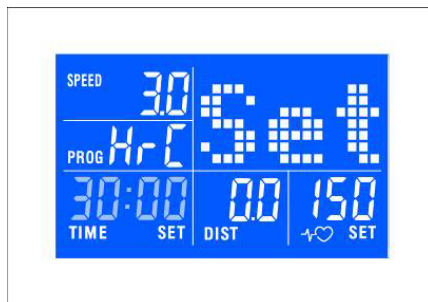 SPEED 3.0
Set
PROG HrC
30:00 0.0 150
TIME SET DIST SET